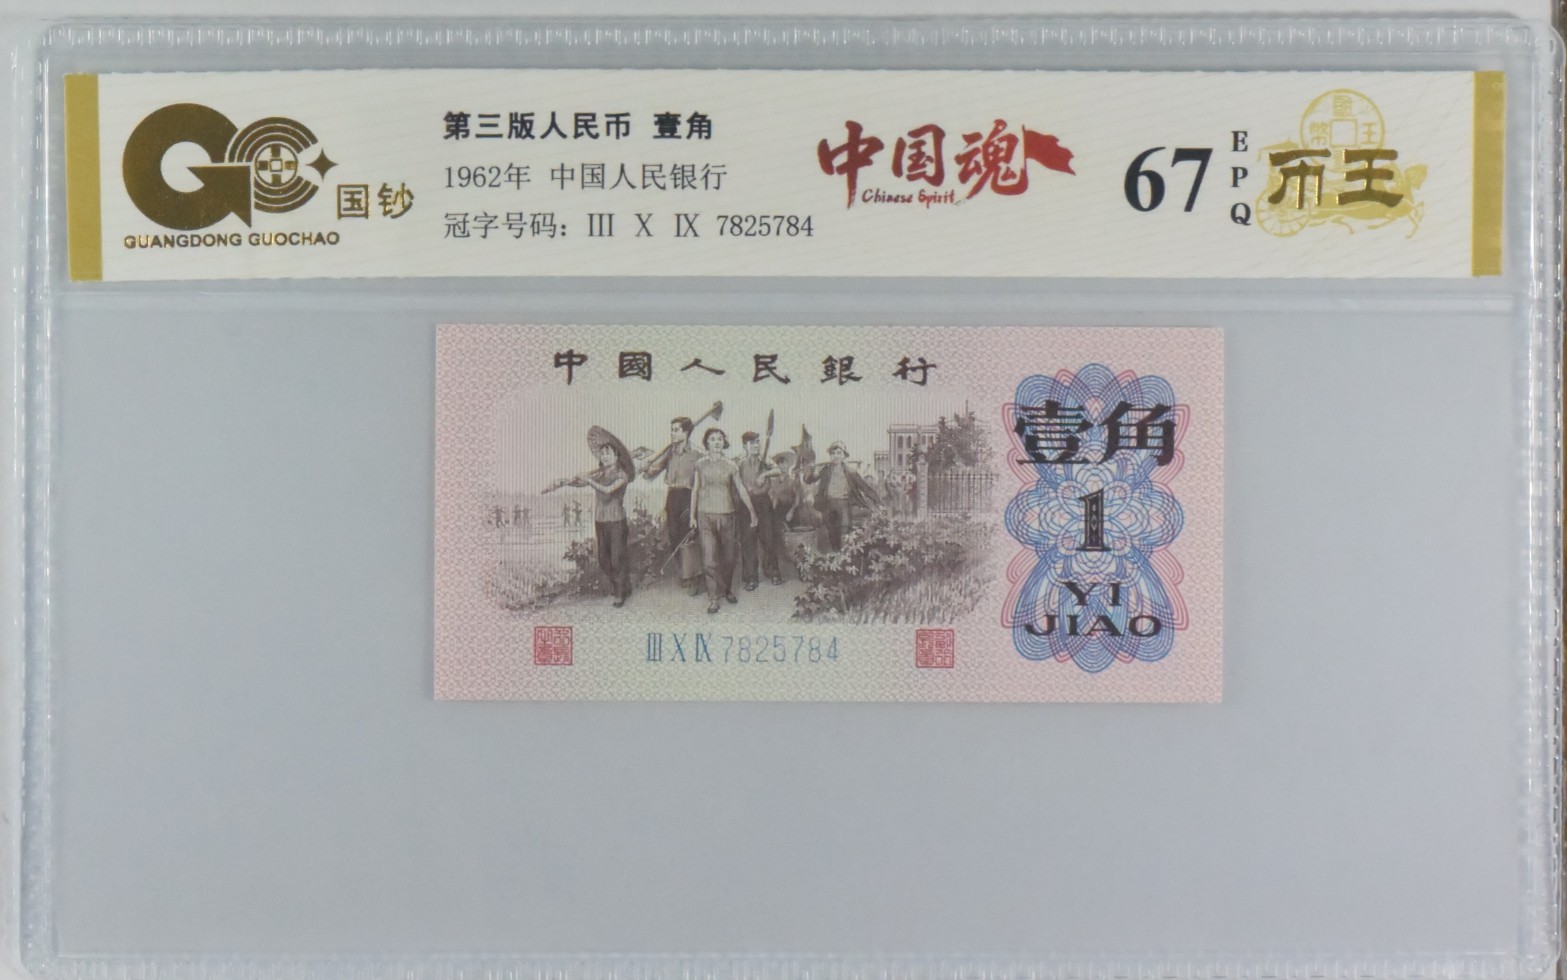 国钞
GUANGDONG GUOCHAO
第三版人民币 壹角
1962年 中国人民银行
冠字号码：Ⅲ Ⅹ Ⅸ 7825784
中国魂
Chinese Spirit
67
EPQ
币王
中國人民銀行
壹角
1
YI
JIAO
Ⅲ Ⅹ Ⅸ 7825784